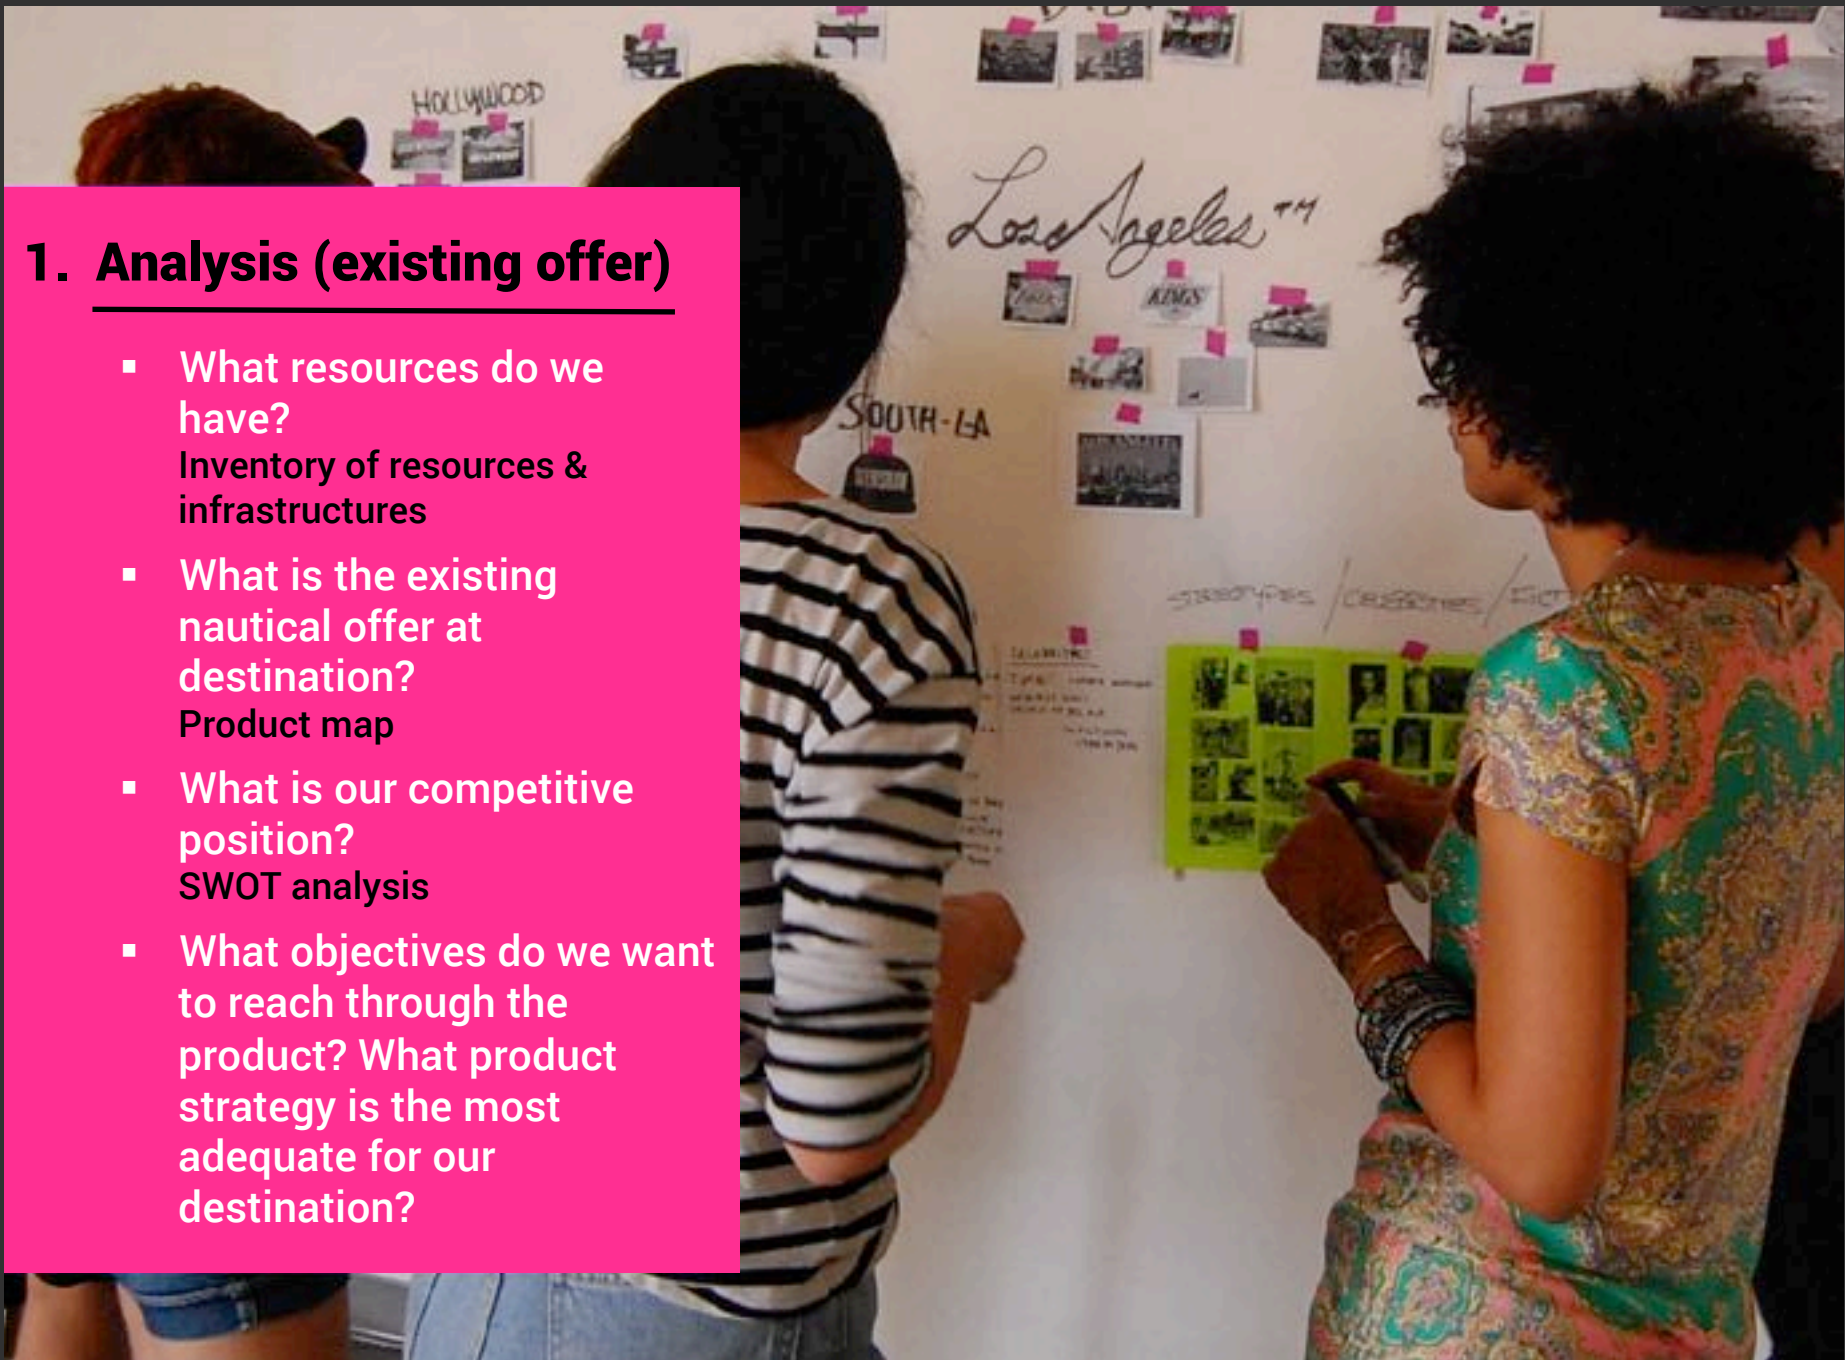 HOLLYWOOD
Los Angeles™
KINGS
SOUTH-LA
1. Analysis (existing offer)
▪ What resources do we
have?
Inventory of resources &
infrastructures
▪ What is the existing
nautical offer at
destination?
Product map
▪ What is our competitive
position?
SWOT analysis
▪ What objectives do we want
to reach through the
product? What product
strategy is the most
adequate for our
destination?